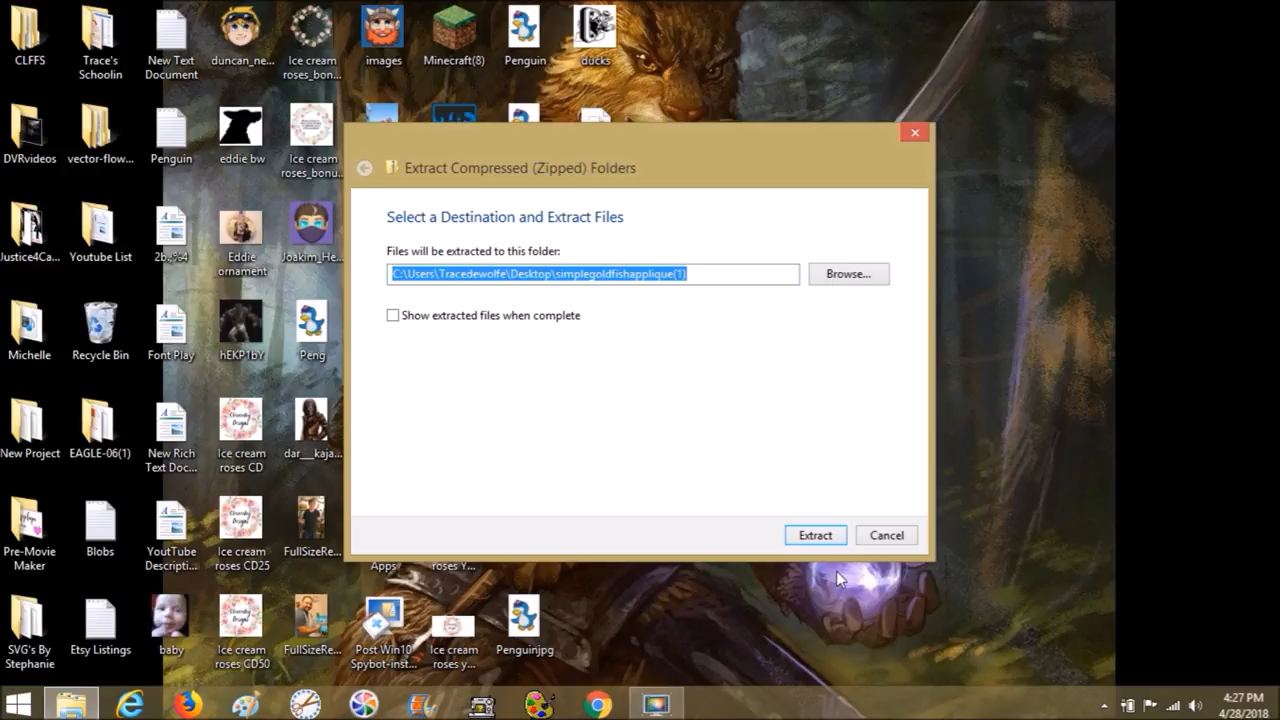 CLFFS
Trace's
Schoolin
New Text
Document
duncan_ne...
Ice cream
roses_bon...
images
Minecraft(8)
Penguin
ducks
DVRvideos
vector-flow...
Penguin
eddie bw
Ice cream
roses_bonu...
Extract Compressed (Zipped) Folders
Select a Destination and Extract Files
Files will be extracted to this folder:
C:\Users\Tracedewolfe\Desktop\simplegoldfishapplique(1)
Browse...
Show extracted files when complete
Extract
Cancel
Justice4Ca...
Youtube List
2b¸%4
Eddie
ornament
Joakim_He...
Michelle
Recycle Bin
Font Play
hEKP1bY
Peng
New Project
EAGLE-06(1)
New Rich
Text Doc...
Ice cream
roses CD
dar___kaja...
Pre-Movie
Maker
Blobs
YouTube
Descripti...
Ice cream
roses CD25
FullSizeRe...
Apps
roses Y...
SVG's By
Stephanie
Etsy Listings
baby
Ice cream
roses CD50
FullSizeRe...
Post Win10
Spybot-inst...
Ice cream
roses y...
Penguinjpg
4:27 PM
4/28/2018